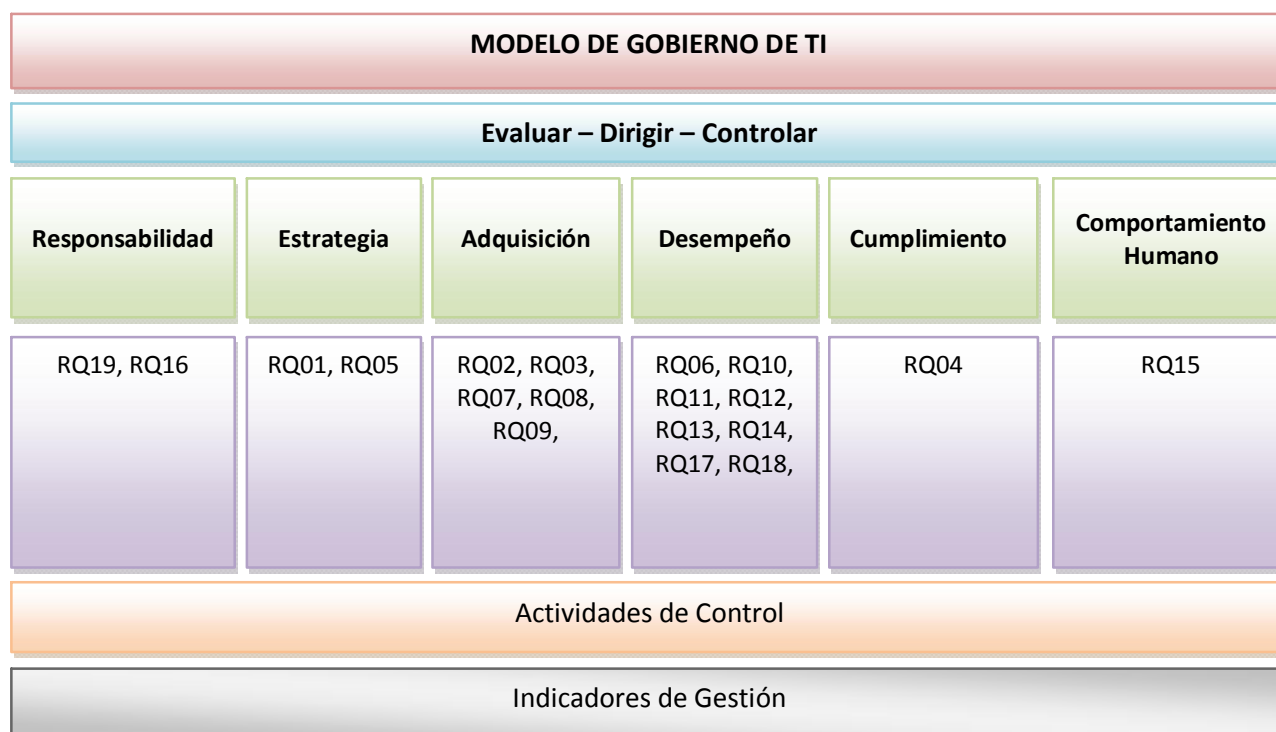 MODELO DE GOBIERNO DE TI
Evaluar – Dirigir – Controlar
Responsabilidad
Estrategia
Adquisición
Desempeño
Cumplimiento
Comportamiento
Humano
RQ19, RQ16
RQ01, RQ05
RQ02, RQ03,
RQ07, RQ08,
RQ09,
RQ06, RQ10,
RQ11, RQ12,
RQ13, RQ14,
RQ17, RQ18,
RQ04
RQ15
Actividades de Control
Indicadores de Gestión